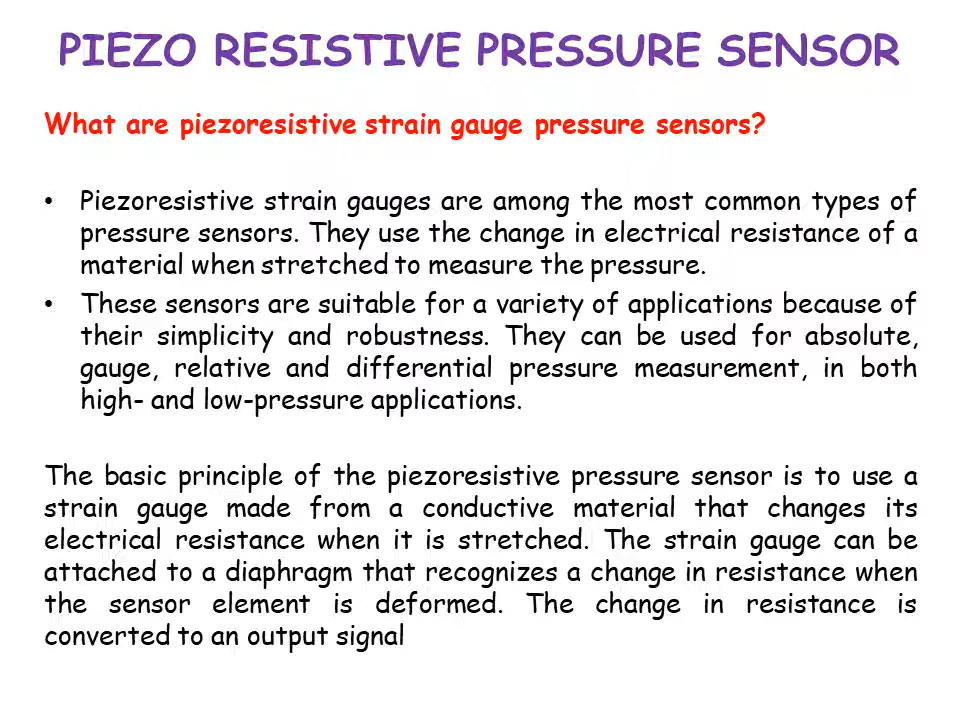 PIEZO RESISTIVE PRESSURE SENSOR
What are piezoresistive strain gauge pressure sensors?
• Piezoresistive strain gauges are among the most common types of
pressure sensors. They use the change in electrical resistance of a
material when stretched to measure the pressure.
• These sensors are suitable for a variety of applications because of
their simplicity and robustness. They can be used for absolute,
gauge, relative and differential pressure measurement, in both
high- and low-pressure applications.
The basic principle of the piezoresistive pressure sensor is to use a
strain gauge made from a conductive material that changes its
electrical resistance when it is stretched. The strain gauge can be
attached to a diaphragm that recognizes a change in resistance when
the sensor element is deformed. The change in resistance is
converted to an output signal